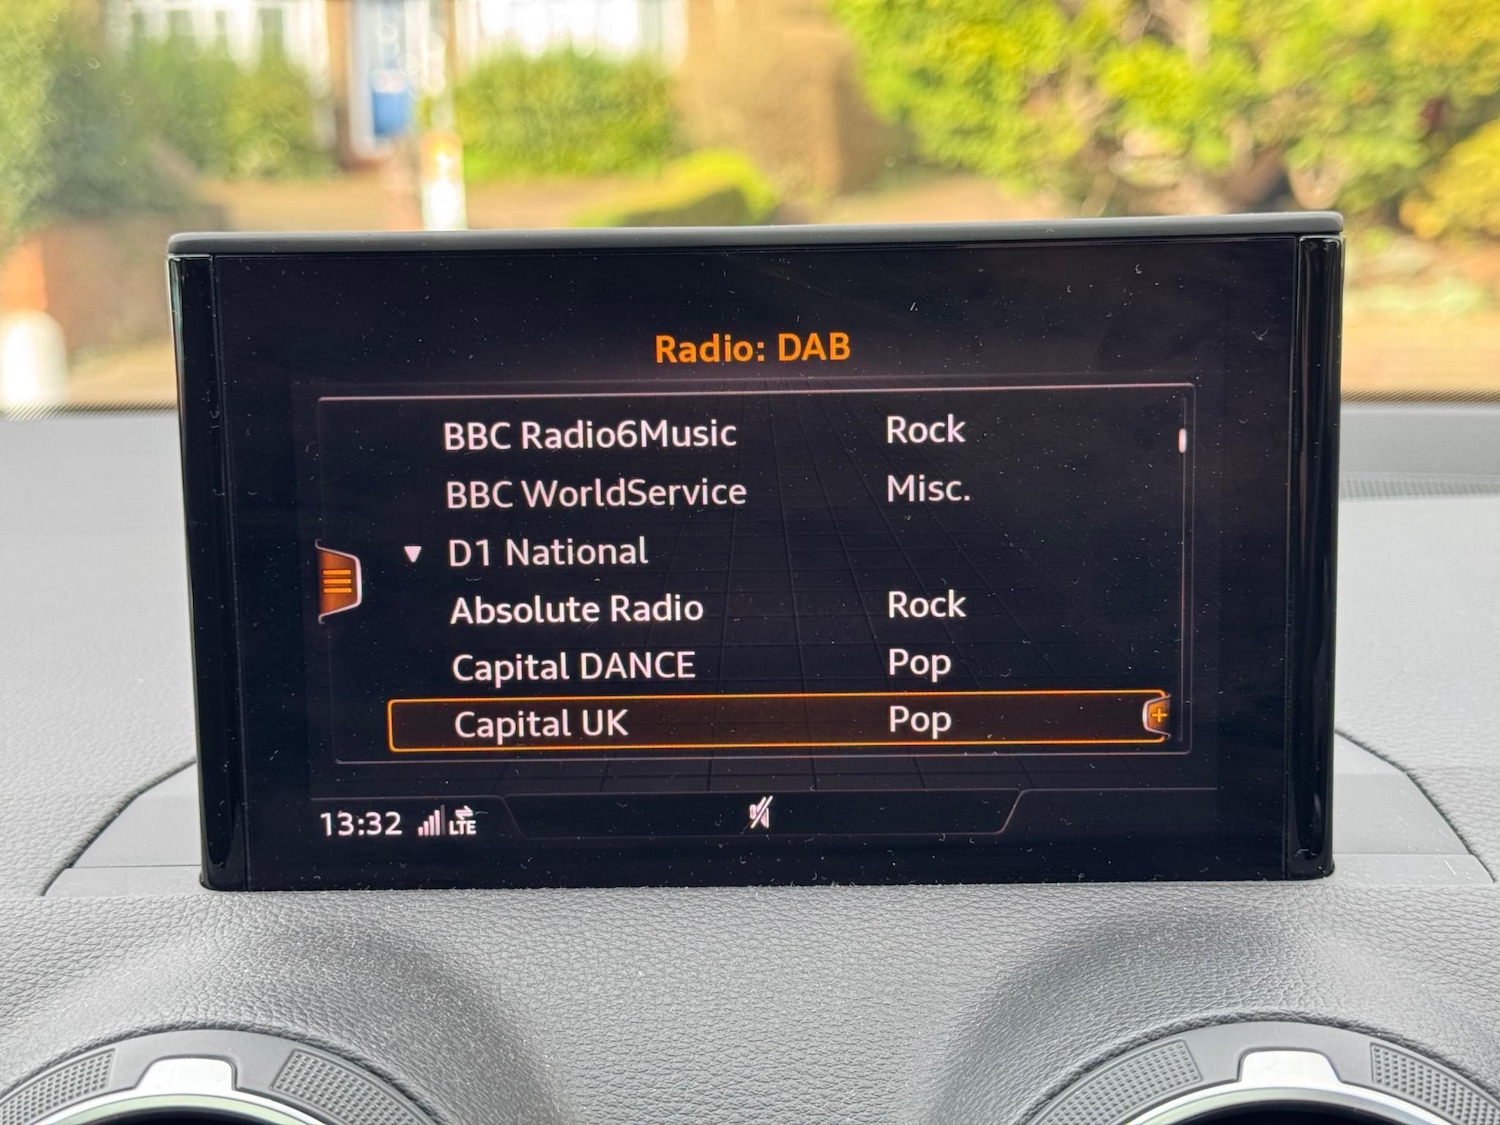 Radio: DAB
BBC Radio6Music Rock
BBC WorldService Misc.
D1 National
Absolute Radio Rock
Capital DANCE Pop
Capital UK Pop
13:32 LTE